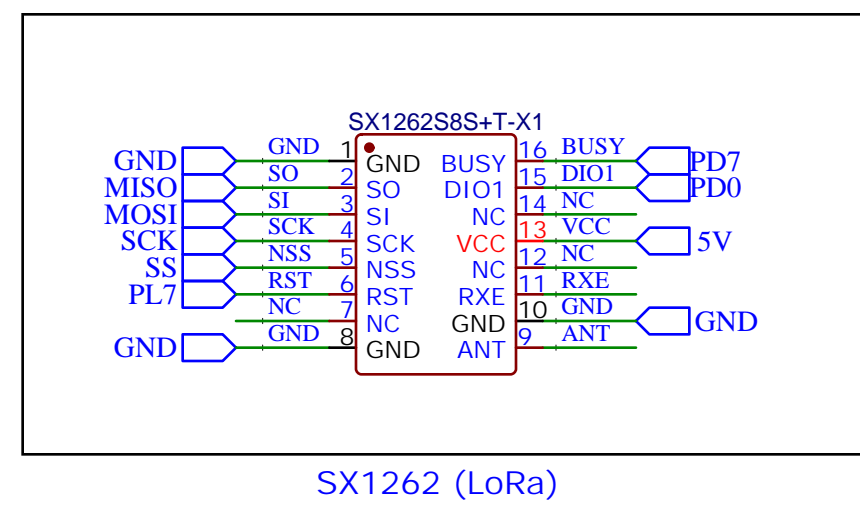 SX1262S8S+T-X1
GND GND 1 GND BUSY 16 BUSY PD7
MISO SO 2 SO DIO1 15 DIO1 PD0
MOSI SI 3 SI NC 14 NC
SCK SCK 4 SCK VCC 13 VCC 5V
SS NSS 5 NSS NC 12 NC
PL7 RST 6 RST RXE 11 RXE
NC 7 NC GND 10 GND GND
GND GND 8 GND ANT 9 ANT
SX1262 (LoRa)